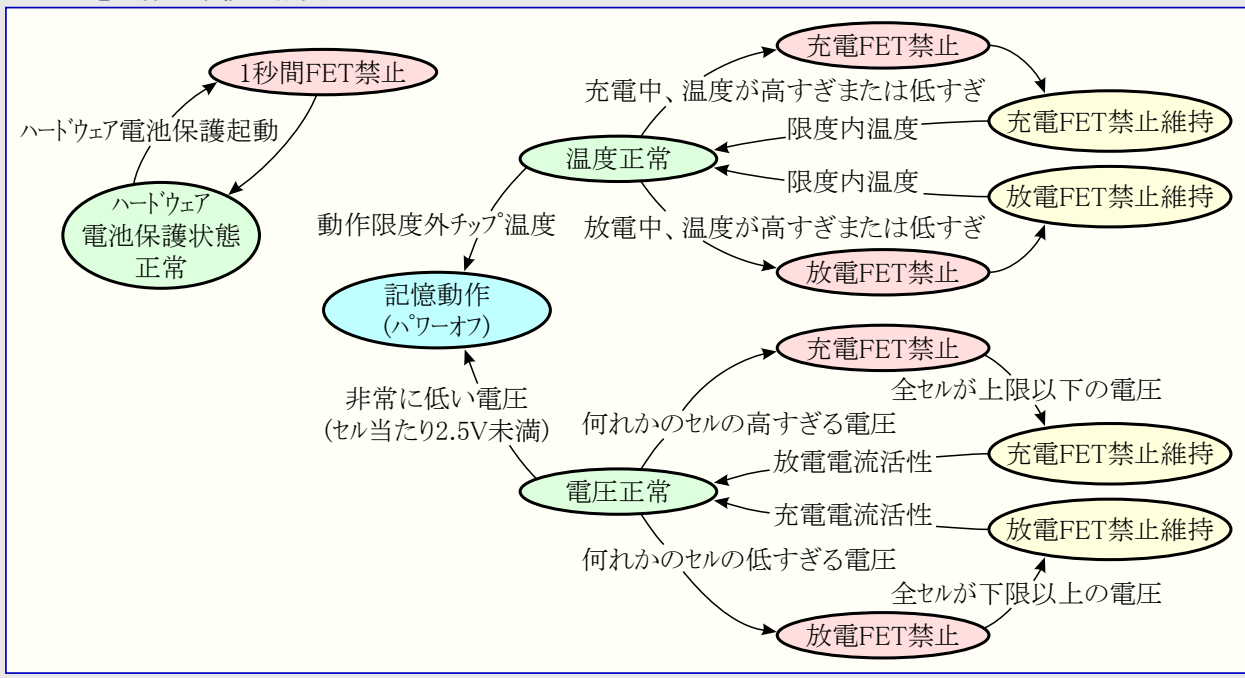 1秒間FET禁止
ハードウェア電池保護起動
ハードウェア
電池保護状態
正常
充電FET禁止
充電中、温度が高すぎまたは低すぎ
充電FET禁止維持
限度内温度
温度正常
限度内温度
放電FET禁止維持
動作限度外チップ温度
放電中、温度が高すぎまたは低すぎ
放電FET禁止
記憶動作
(パワーオフ)
充電FET禁止
非常に低い電圧
(セル当たり2.5V未満)
全セルが上限以下の電圧
何れかのセルの高すぎる電圧
充電FET禁止維持
放電電流活性
電圧正常
充電電流活性
放電FET禁止維持
何れかのセルの低すぎる電圧
全セルが下限以上の電圧
放電FET禁止